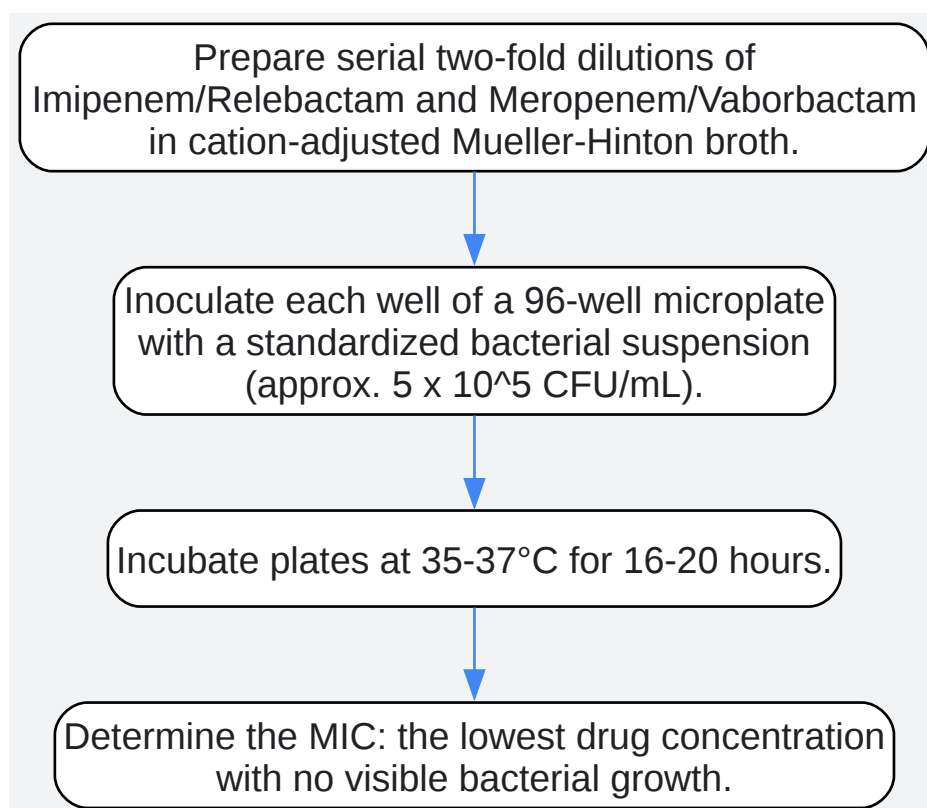 Prepare serial two-fold dilutions of
Imipenem/Relebactam and Meropenem/Vaborbactam
in cation-adjusted Mueller-Hinton broth.
Inoculate each well of a 96-well microplate
with a standardized bacterial suspension
(approx. 5 x 10^5 CFU/mL).
Incubate plates at 35-37°C for 16-20 hours.
Determine the MIC: the lowest drug concentration
with no visible bacterial growth.